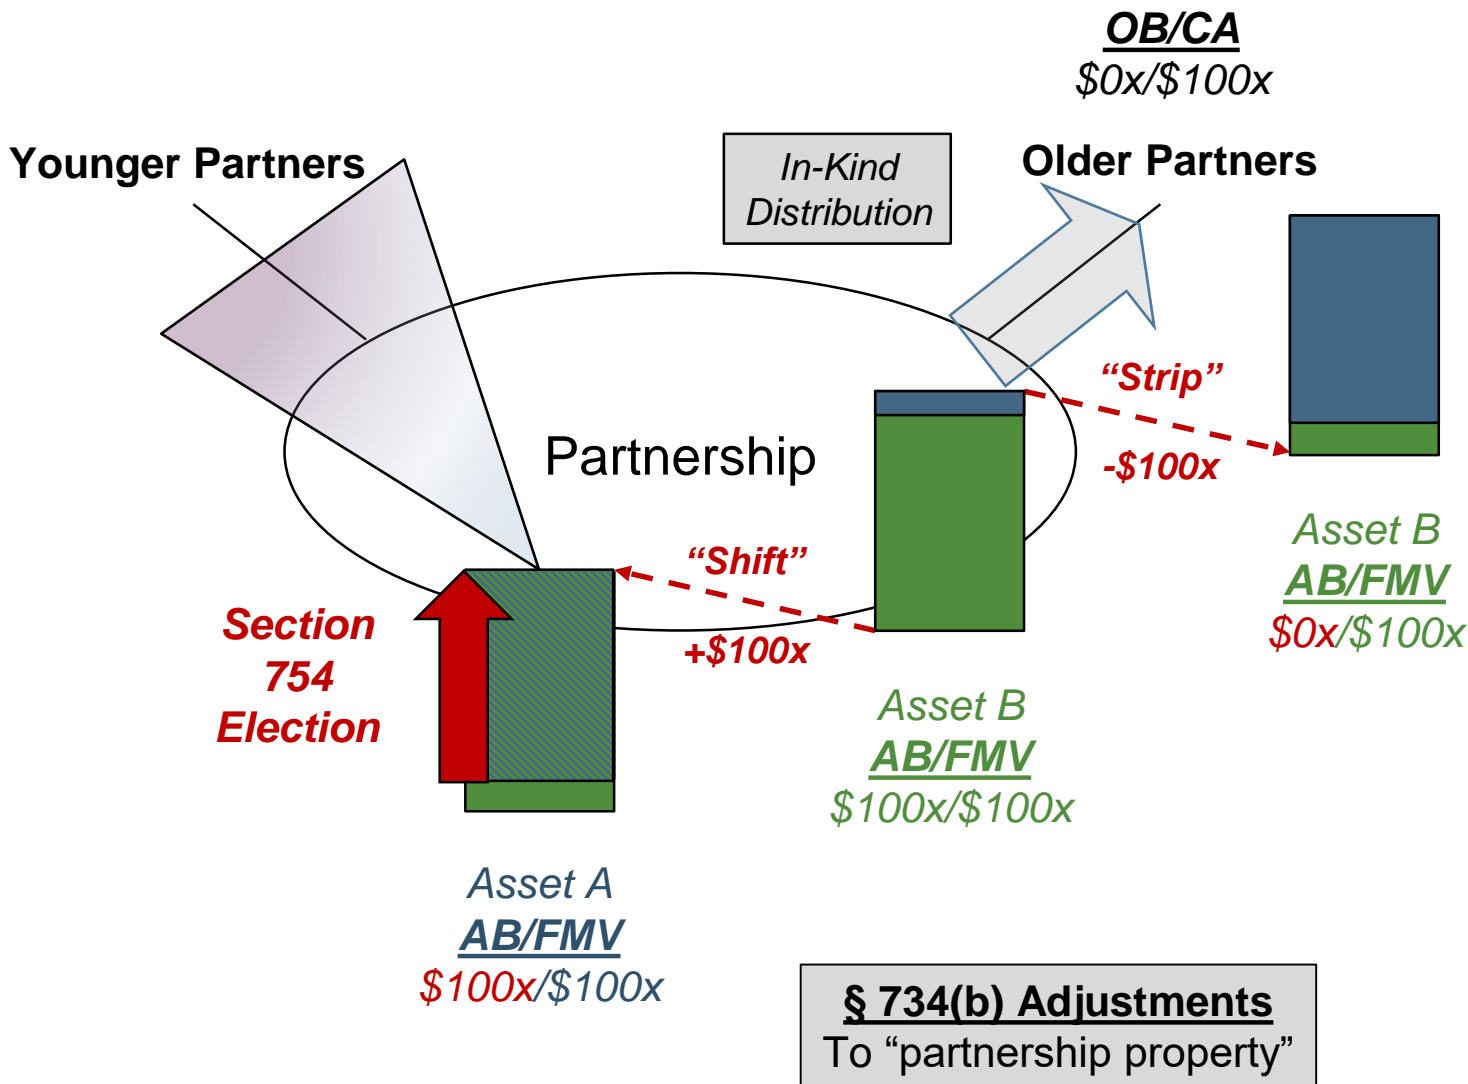 OB/CA
$0x/$100x
Younger Partners
In-Kind
Distribution
Older Partners
“Strip”
-$100x
Partnership
“Shift”
+$100x
Section
754
Election
Asset B
AB/FMV
$0x/$100x
Asset B
AB/FMV
$100x/$100x
Asset A
AB/FMV
$100x/$100x
§ 734(b) Adjustments
To “partnership property”